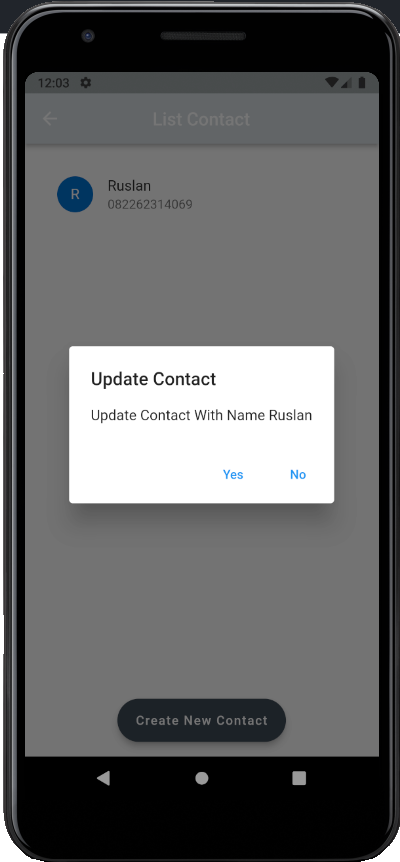 12:03
List Contact
R
Ruslan
082262314069
Update Contact
Update Contact With Name Ruslan
Yes No
Create New Contact